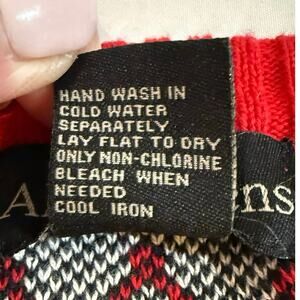 HAND WASH IN
COLD WATER
SEPARATELY
LAY FLAT TO DRY
ONLY NON-CHLORINE
BLEACH WHEN
NEEDED
COOL IRON